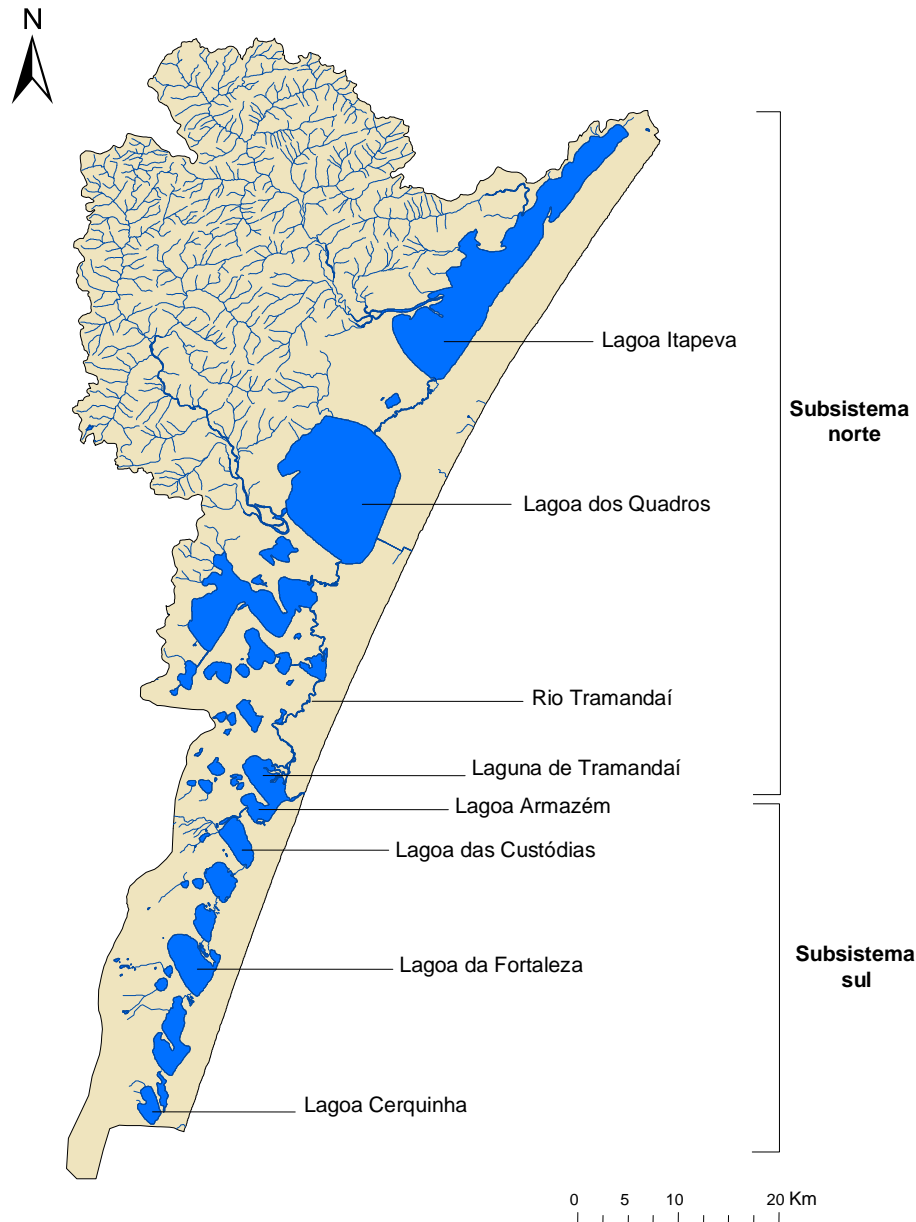 N
Lagoa Itapeva
Subsistema
norte
Lagoa dos Quadros
Rio Tramandaí
Laguna de Tramandaí
Lagoa Armazém
Lagoa das Custódias
Subsistema
sul
Lagoa da Fortaleza
Lagoa Cerquinha
0 5 10 20 Km